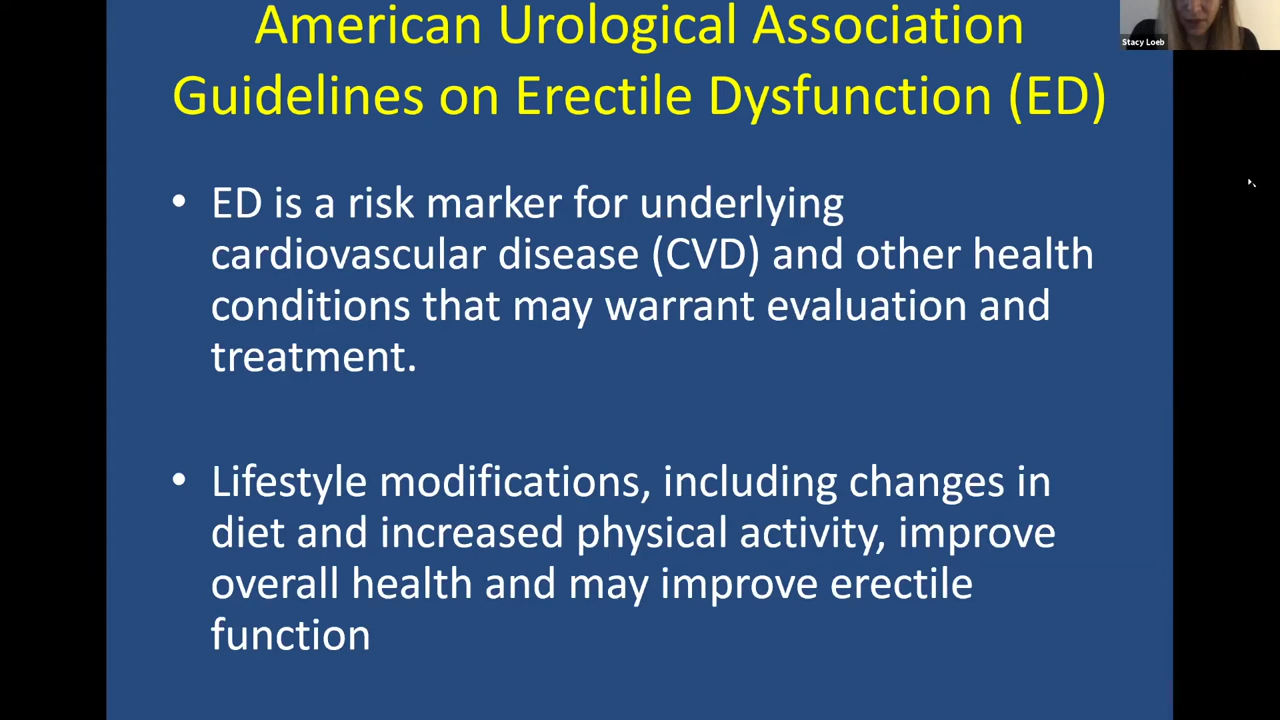 American Urological Association
Guidelines on Erectile Dysfunction (ED)
Stacy Loeb
• ED is a risk marker for underlying
cardiovascular disease (CVD) and other health
conditions that may warrant evaluation and
treatment.
• Lifestyle modifications, including changes in
diet and increased physical activity, improve
overall health and may improve erectile
function